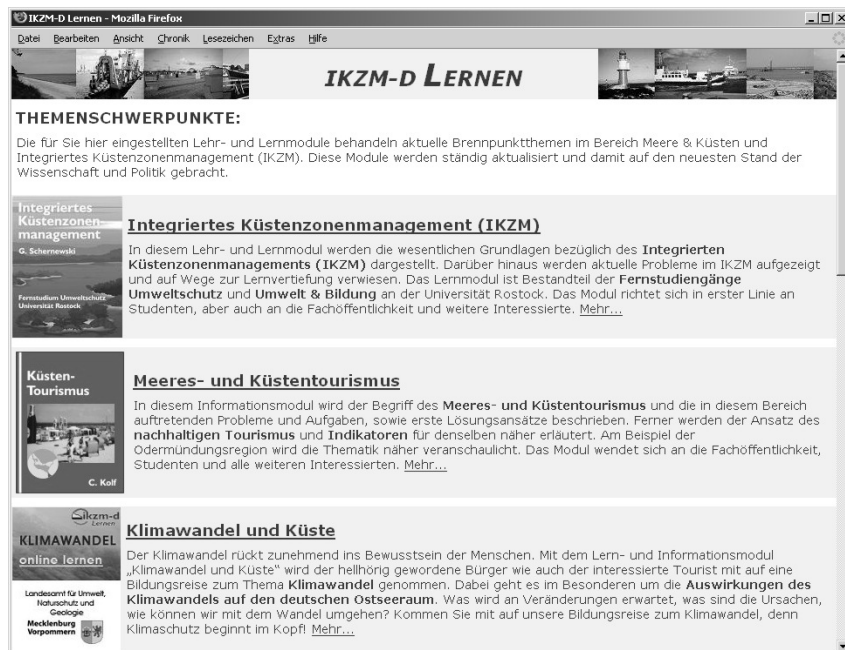 IKZM-D Lernen - Mozilla Firefox
Datei Bearbeiten Ansicht Chronik Lesezeichen Extras Hilfe
IKZM-D LERNEN
THEMENSCHWERPUNKTE:
Die für Sie hier eingestellten Lehr- und Lernmodule behandeln aktuelle Brennpunktthemen im Bereich Meere & Küsten und
Integriertes Küstenzonenmanagement (IKZM). Diese Module werden ständig aktualisiert und damit auf den neuesten Stand der
Wissenschaft und Politik gebracht.
Integriertes
Küstenzonen-
management
G. Schernewski
Fernstudium Umweltschutz
Universität Rostock
Integriertes Küstenzonenmanagement (IKZM)
In diesem Lehr- und Lernmodul werden die wesentlichen Grundlagen bezüglich des Integrierten
Küstenzonenmanagements (IKZM) dargestellt. Darüber hinaus werden aktuelle Probleme im IKZM aufgezeigt
und auf Wege zur Lernvertiefung verwiesen. Das Lernmodul ist Bestandteil der Fernstudiengänge
Umweltschutz und Umwelt & Bildung an der Universität Rostock. Das Modul richtet sich in erster Linie an
Studenten, aber auch an die Fachöffentlichkeit und weitere Interessierte. Mehr...
Küsten-
Tourismus
C. Kolf
Meeres- und Küstentourismus
In diesem Informationsmodul wird der Begriff des Meeres- und Küstentourismus und die in diesem Bereich
auftretenden Probleme und Aufgaben, sowie erste Lösungsansätze beschrieben. Ferner werden der Ansatz des
nachhaltigen Tourismus und Indikatoren für denselben näher erläutert. Am Beispiel der
Odermündungsregion wird die Thematik näher veranschaulicht. Das Modul wendet sich an die Fachöffentlichkeit,
Studenten und alle weiteren Interessierten. Mehr...
ikzm-d
Lernen
KLIMAWANDEL
online lernen
Landesamt für Umwelt,
Naturschutz und
Geologie
Mecklenburg
Vorpommern
Klimawandel und Küste
Der Klimawandel rückt zunehmend ins Bewusstsein der Menschen. Mit dem Lern- und Informationsmodul
„Klimawandel und Küste“ wird der hellhörig gewordene Bürger wie auch der interessierte Tourist mit auf eine
Bildungsreise zum Thema Klimawandel genommen. Dabei geht es im Besonderen um die Auswirkungen des
Klimawandels auf den deutschen Ostseeraum. Was wird an Veränderungen erwartet, was sind die Ursachen,
wie können wir mit dem Wandel umgehen? Kommen Sie mit auf unsere Bildungsreise zum Klimawandel, denn
Klimaschutz beginnt im Kopf! Mehr...